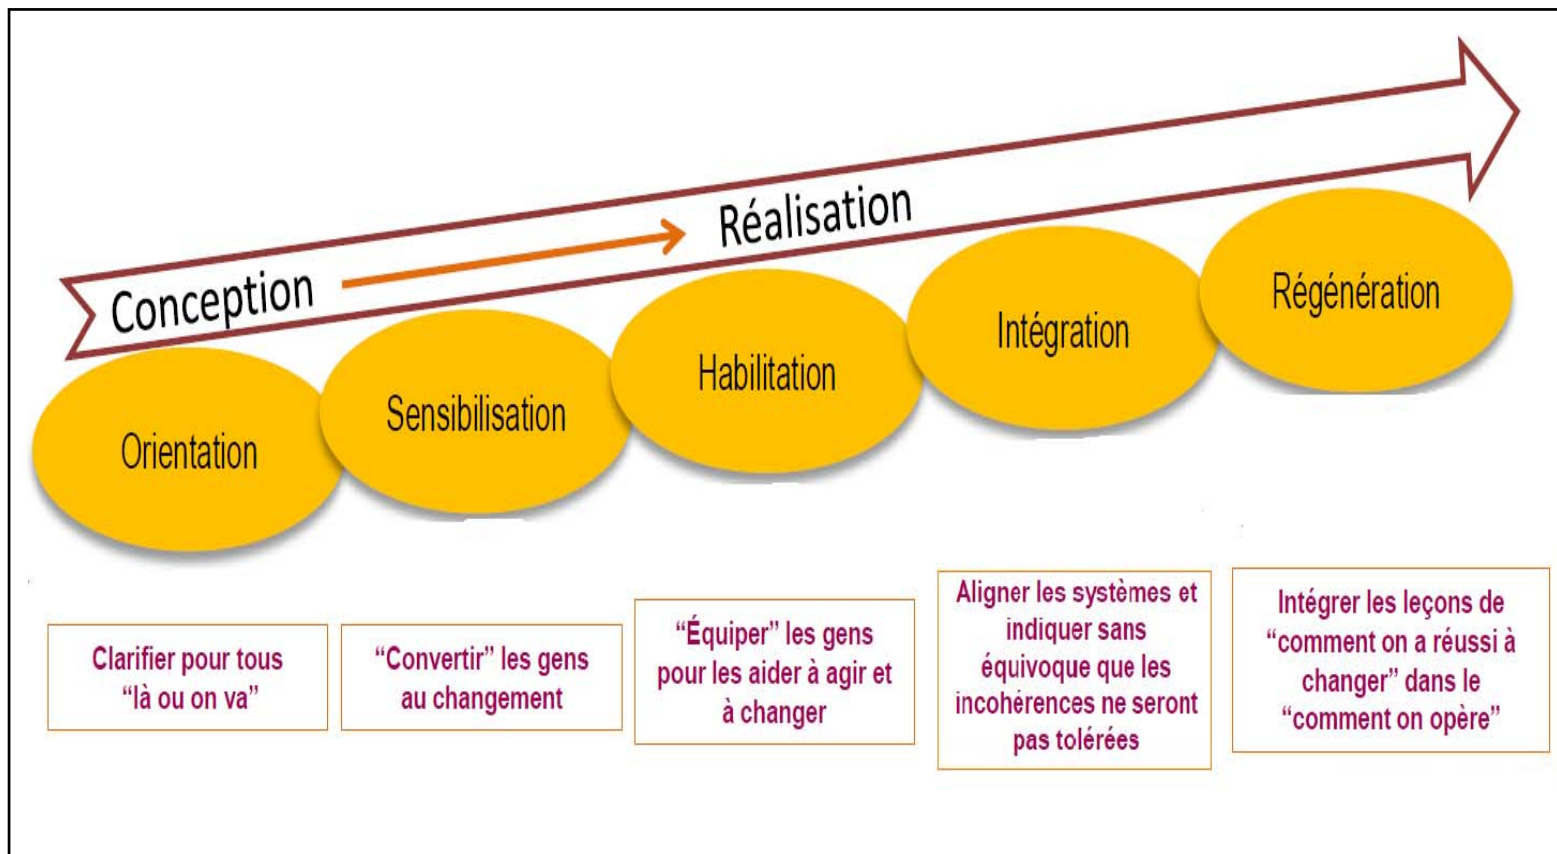 Conception
Réalisation
Orientation
Sensibilisation
Habilitation
Intégration
Régénération
Clarifier pour tous
“là ou on va”
“Convertir” les gens
au changement
“Équiper” les gens
pour les aider à agir et
à changer
Aligner les systèmes et
indiquer sans
équivoque que les
incohérences ne seront
pas tolérées
Intégrer les leçons de
“comment on a réussi à
changer” dans le
“comment on opère”